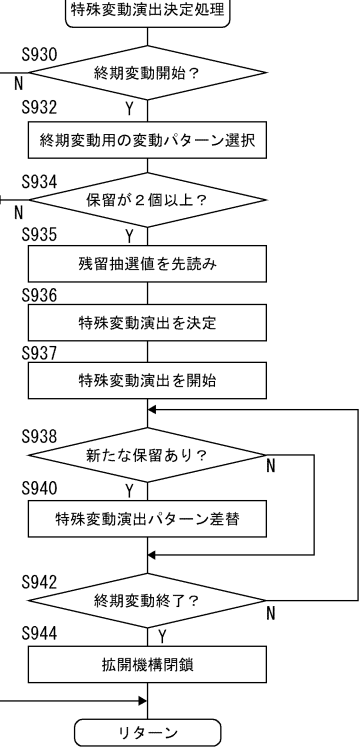 特殊変動演出決定処理
S930
終期変動開始？
N
Y
S932
終期変動用の変動パターン選択
S934
保留が２個以上？
N
Y
S935
残留抽選値を先読み
S936
特殊変動演出を決定
S937
特殊変動演出を開始
S938
新たな保留あり？
N
Y
S940
特殊変動演出パターン差替
S942
終期変動終了？
N
Y
S944
拡開機構閉鎖
リターン